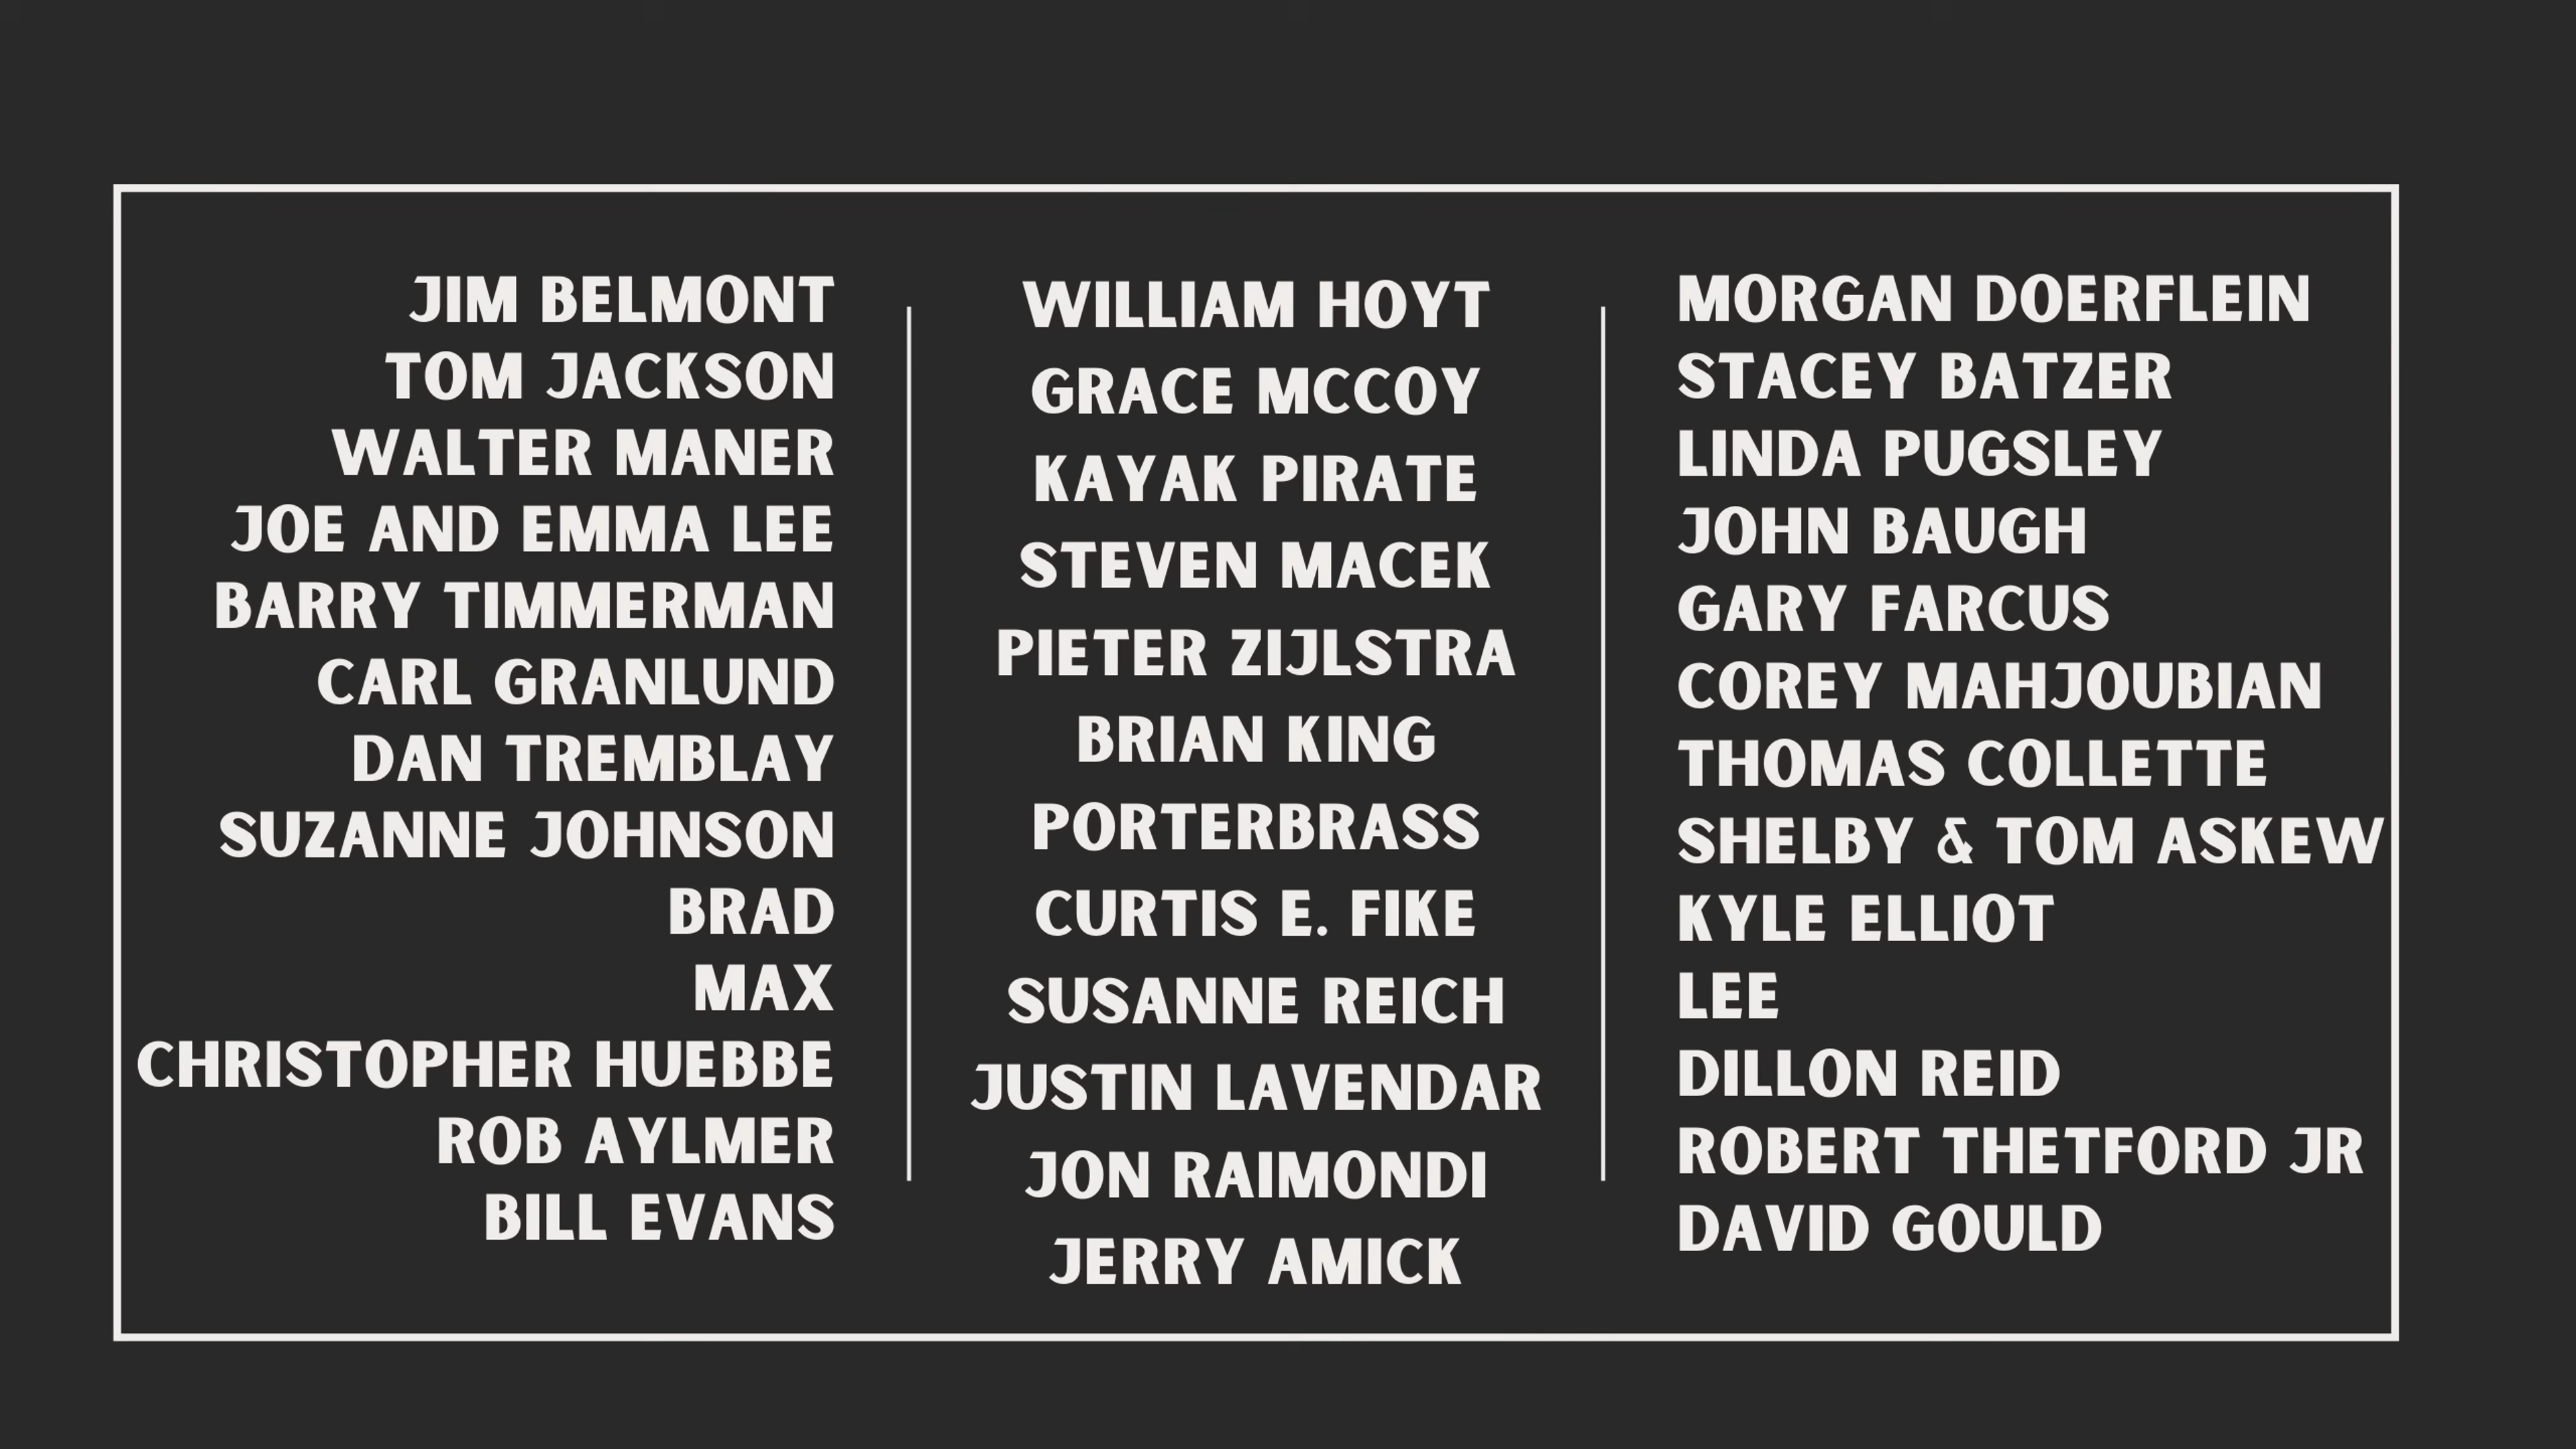 JIM BELMONT
TOM JACKSON
WALTER MANER
JOE AND EMMA LEE
BARRY TIMMERMAN
CARL GRANLUND
DAN TREMBLAY
SUZANNE JOHNSON
BRAD
MAX
CHRISTOPHER HUEBBE
ROB AYLMER
BILL EVANS
WILLIAM HOYT
GRACE MCCOY
KAYAK PIRATE
STEVEN MACEK
PIETER ZIJLSTRA
BRIAN KING
PORTERBRASS
CURTIS E. FIKE
SUSANNE REICH
JUSTIN LAVENDAR
JON RAIMONDI
JERRY AMICK
MORGAN DOERFLEIN
STACEY BATZER
LINDA PUGSLEY
JOHN BAUGH
GARY FARCUS
COREY MAHJOUBIAN
THOMAS COLLETTE
SHELBY & TOM ASKEW
KYLE ELLIOT
LEE
DILLON REID
ROBERT THETFORD JR
DAVID GOULD